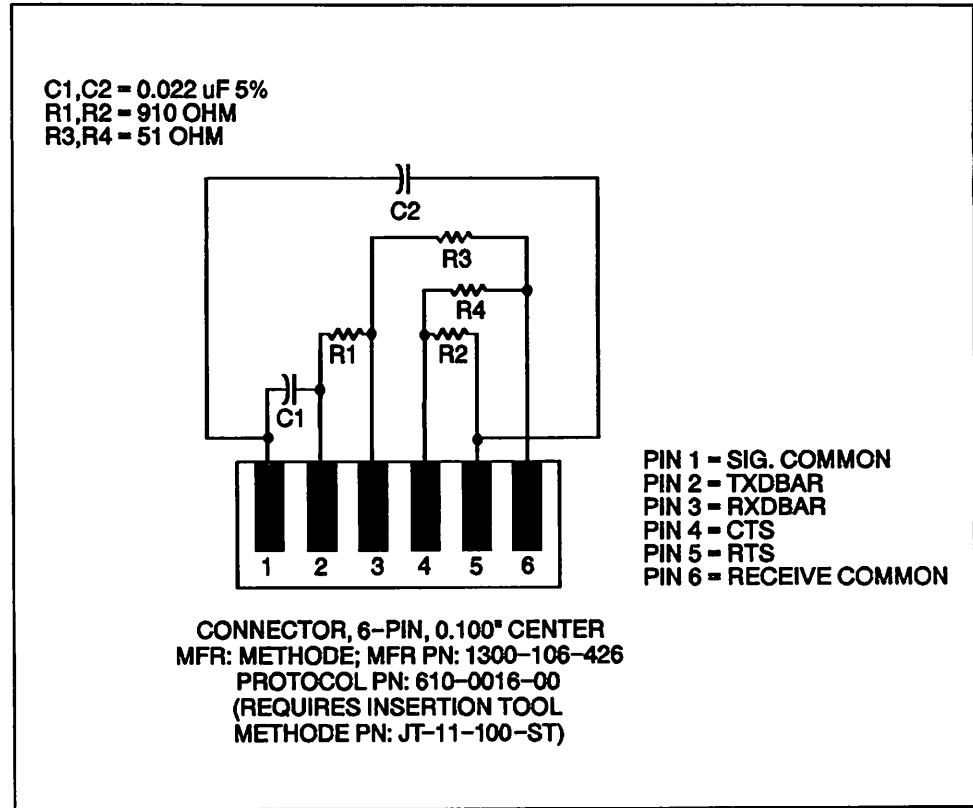 C1,C2 = 0.022 uF 5%
R1,R2 = 910 OHM
R3,R4 = 51 OHM
C2
R3
R4
R1
R2
C1
1 2 3 4 5 6
PIN 1 = SIG. COMMON
PIN 2 = TXDBAR
PIN 3 = RXDBAR
PIN 4 = CTS
PIN 5 = RTS
PIN 6 = RECEIVE COMMON
CONNECTOR, 6-PIN, 0.100" CENTER
MFR: METHODE; MFR PN: 1300-106-426
PROTOCOL PN: 610-0016-00
(REQUIRES INSERTION TOOL
METHODE PN: JT-11-100-ST)